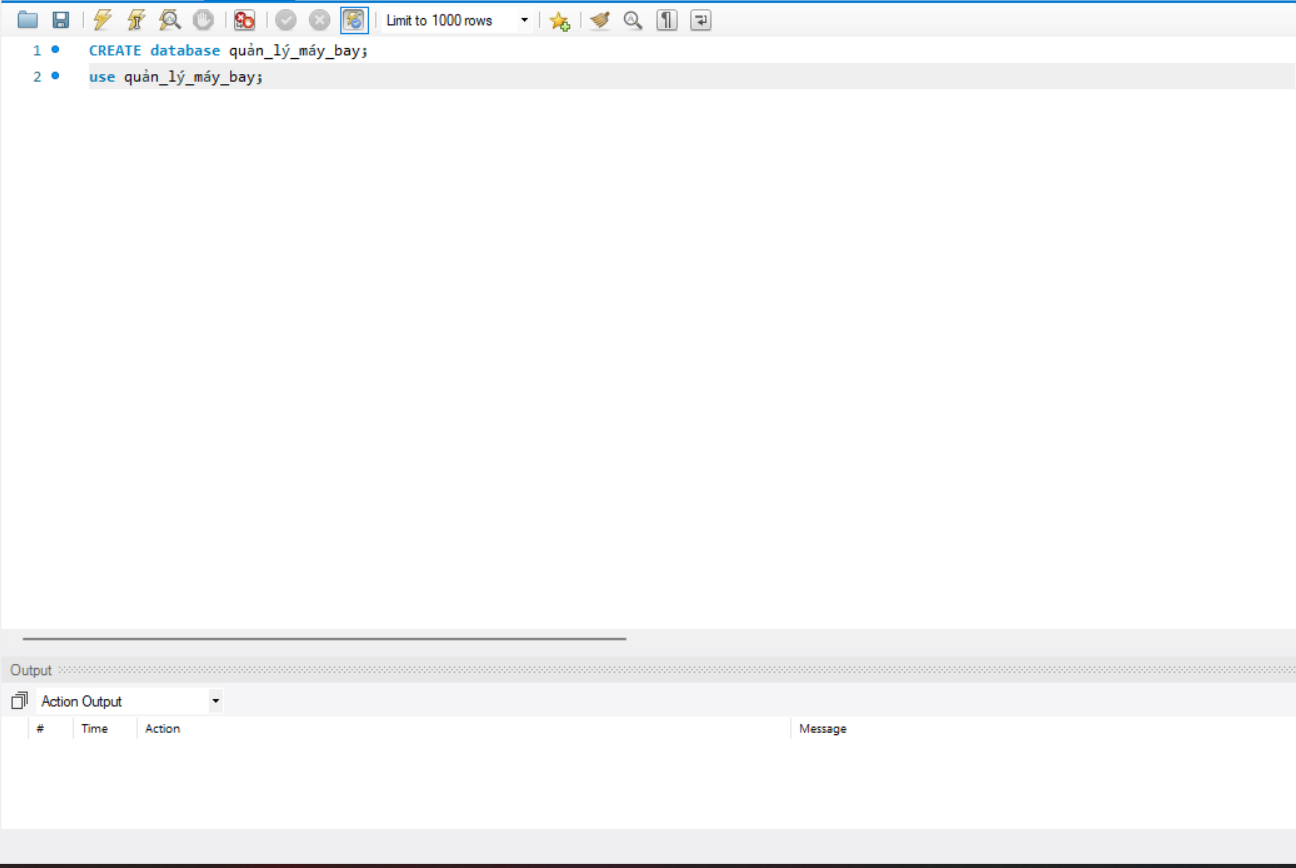 Limit to 1000 rows
1 CREATE database quản_lý_máy_bay;
2 use quản_lý_máy_bay;
Output
Action Output
# Time Action Message